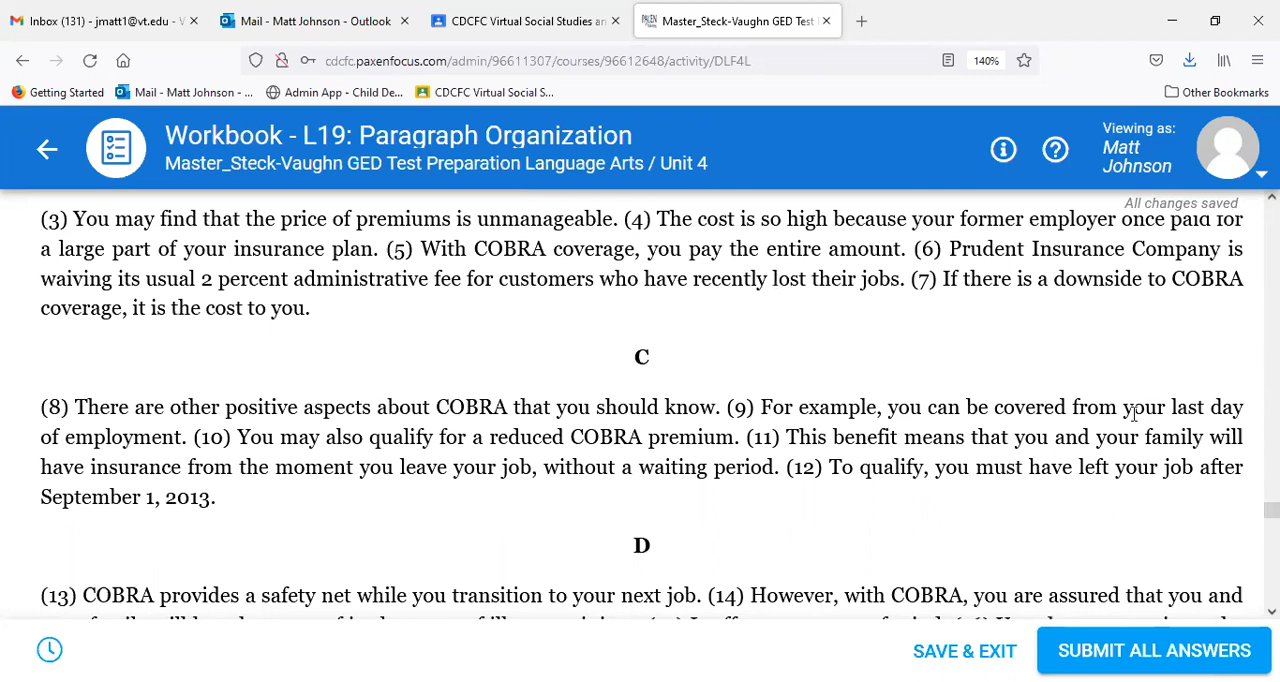 Inbox (131) - jmatt1@vt.edu - V
Mail - Matt Johnson - Outlook
CDCFC Virtual Social Studies an
PAXEN Master_Steck-Vaughn GED Test
cdcfc.paxenfocus.com/admin/96611307/courses/96612648/activity/DLF4L
140%
Getting Started
Mail - Matt Johnson - ...
Admin App - Child De...
CDCFC Virtual Social S...
Other Bookmarks
Workbook - L19: Paragraph Organization
Master_Steck-Vaughn GED Test Preparation Language Arts / Unit 4
Viewing as:
Matt
Johnson
All changes saved
(3) You may find that the price of premiums is unmanageable. (4) The cost is so high because your former employer once paid for
a large part of your insurance plan. (5) With COBRA coverage, you pay the entire amount. (6) Prudent Insurance Company is
waiving its usual 2 percent administrative fee for customers who have recently lost their jobs. (7) If there is a downside to COBRA
coverage, it is the cost to you.
C
(8) There are other positive aspects about COBRA that you should know. (9) For example, you can be covered from your last day
of employment. (10) You may also qualify for a reduced COBRA premium. (11) This benefit means that you and your family will
have insurance from the moment you leave your job, without a waiting period. (12) To qualify, you must have left your job after
September 1, 2013.
D
(13) COBRA provides a safety net while you transition to your next job. (14) However, with COBRA, you are assured that you and
SAVE & EXIT
SUBMIT ALL ANSWERS